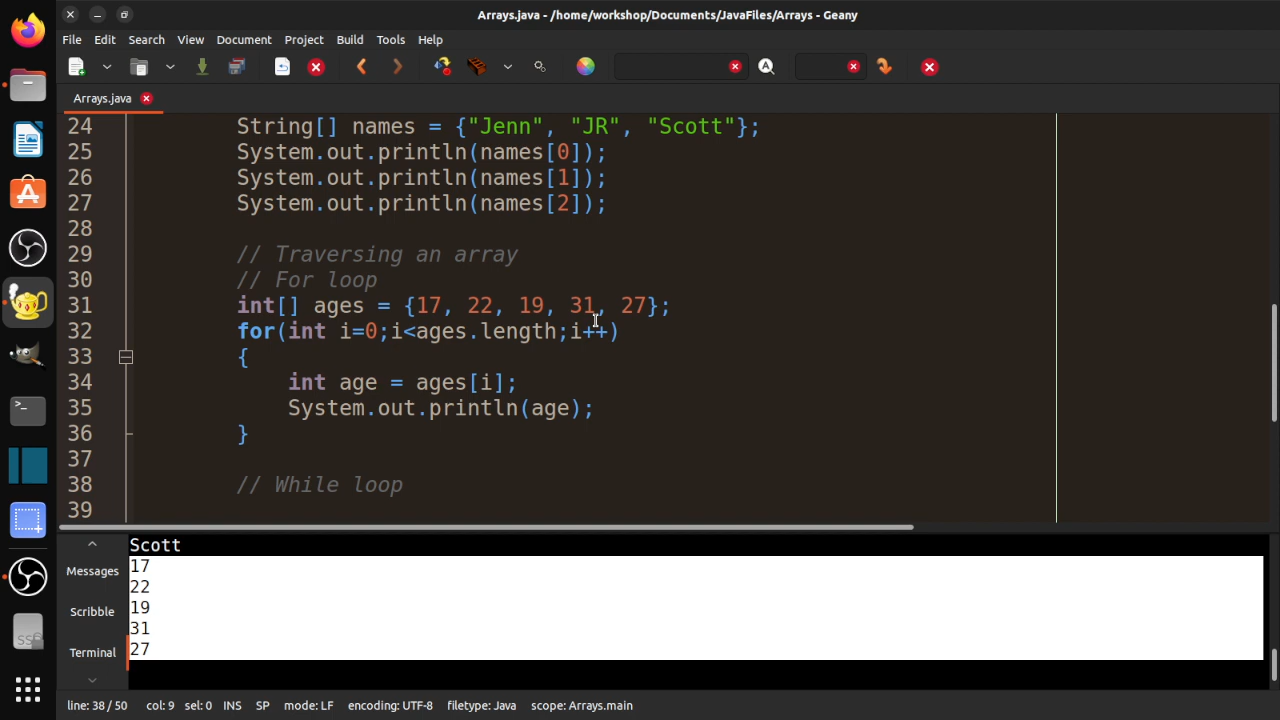 Arrays.java - /home/workshop/Documents/JavaFiles/Arrays - Geany
File Edit Search View Document Project Build Tools Help
Arrays.java
24 String[] names = {"Jenn", "JR", "Scott"};
25 System.out.println(names[0]);
26 System.out.println(names[1]);
27 System.out.println(names[2]);
28
29 // Traversing an array
30 // For loop
31 int[] ages = {17, 22, 19, 31, 27};
32 for(int i=0;i<ages.length;i++)
33 {
34 int age = ages[i];
35 System.out.println(age);
36 }
37
38 // While loop
39
Messages
Scribble
Terminal
Scott
17
22
19
31
27
SSD
line: 38 / 50 col: 9 sel: 0 INS SP mode: LF encoding: UTF-8 filetype: Java scope: Arrays.main